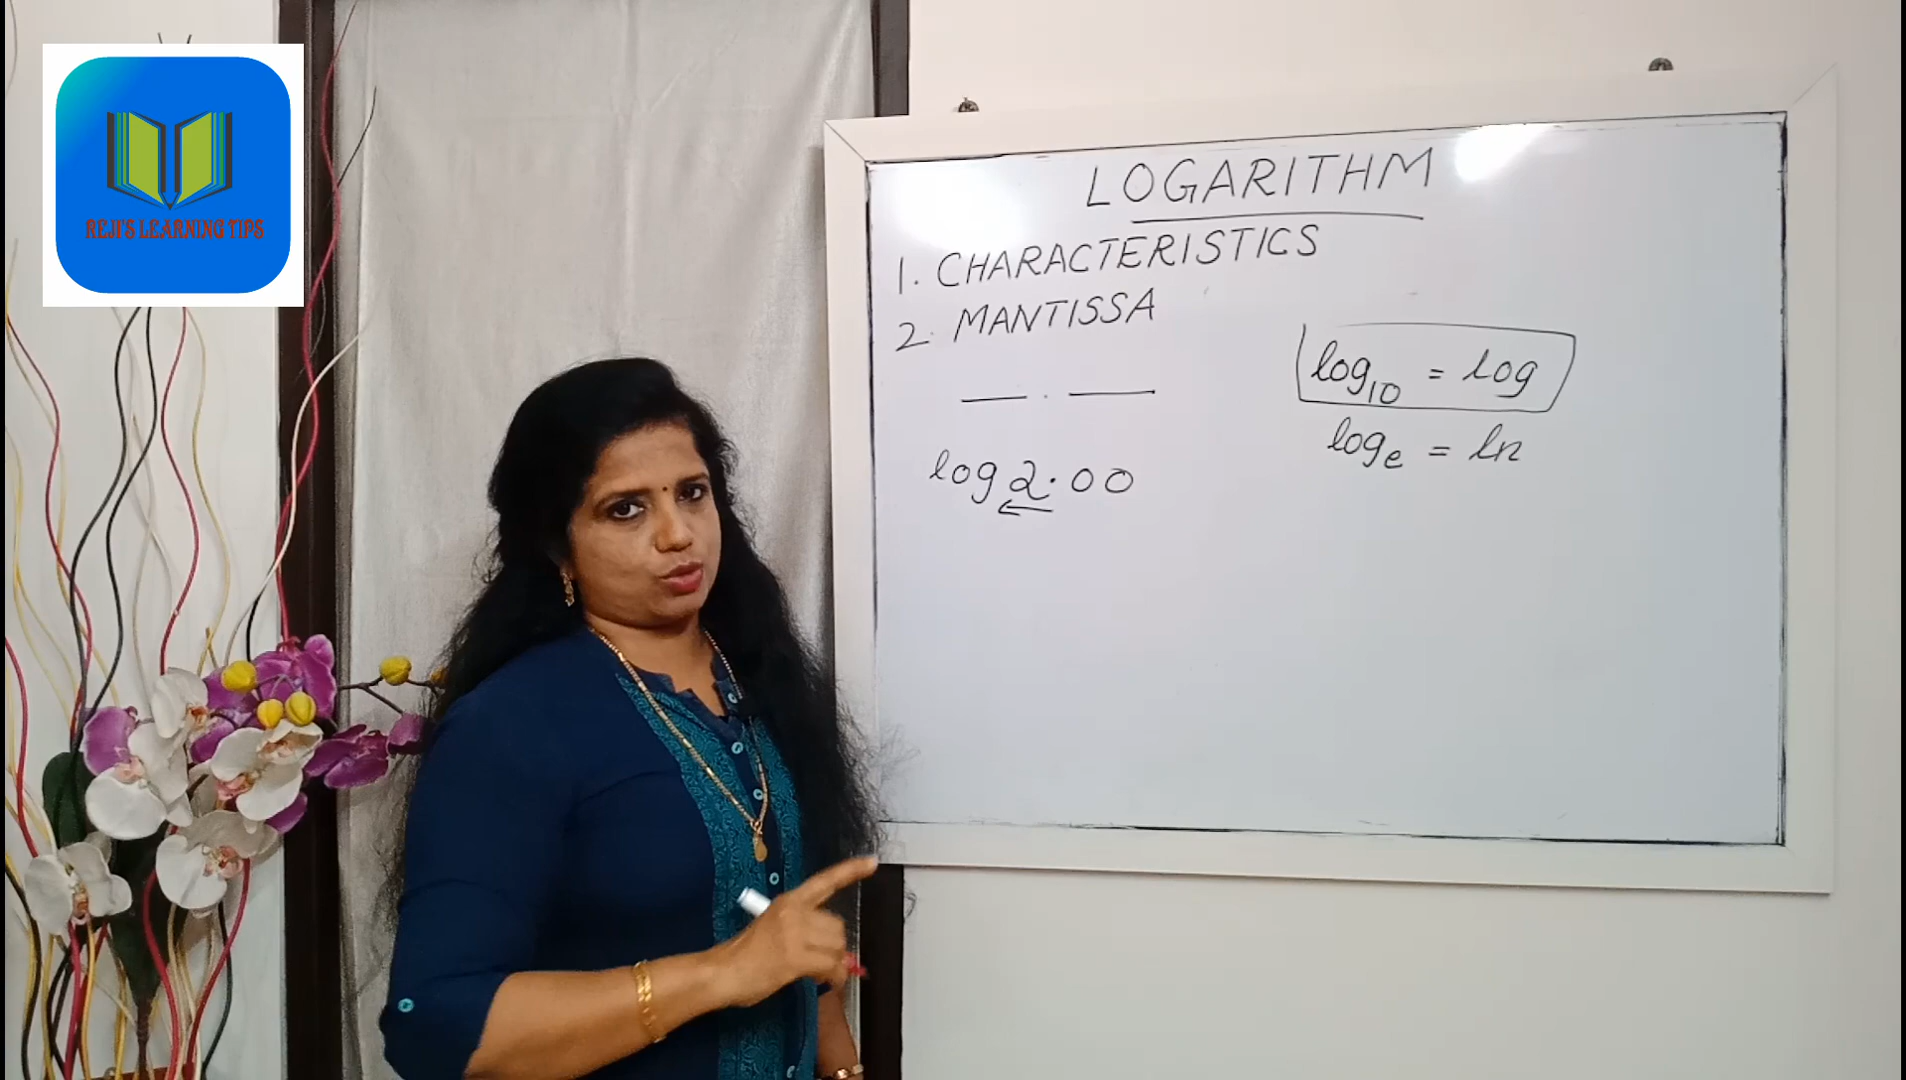 REJI'S LEARNING TIPS
LOGARITHM
1. CHARACTERISTICS
2. MANTISSA
log₁₀ = log
logₑ = ln
log 2.00